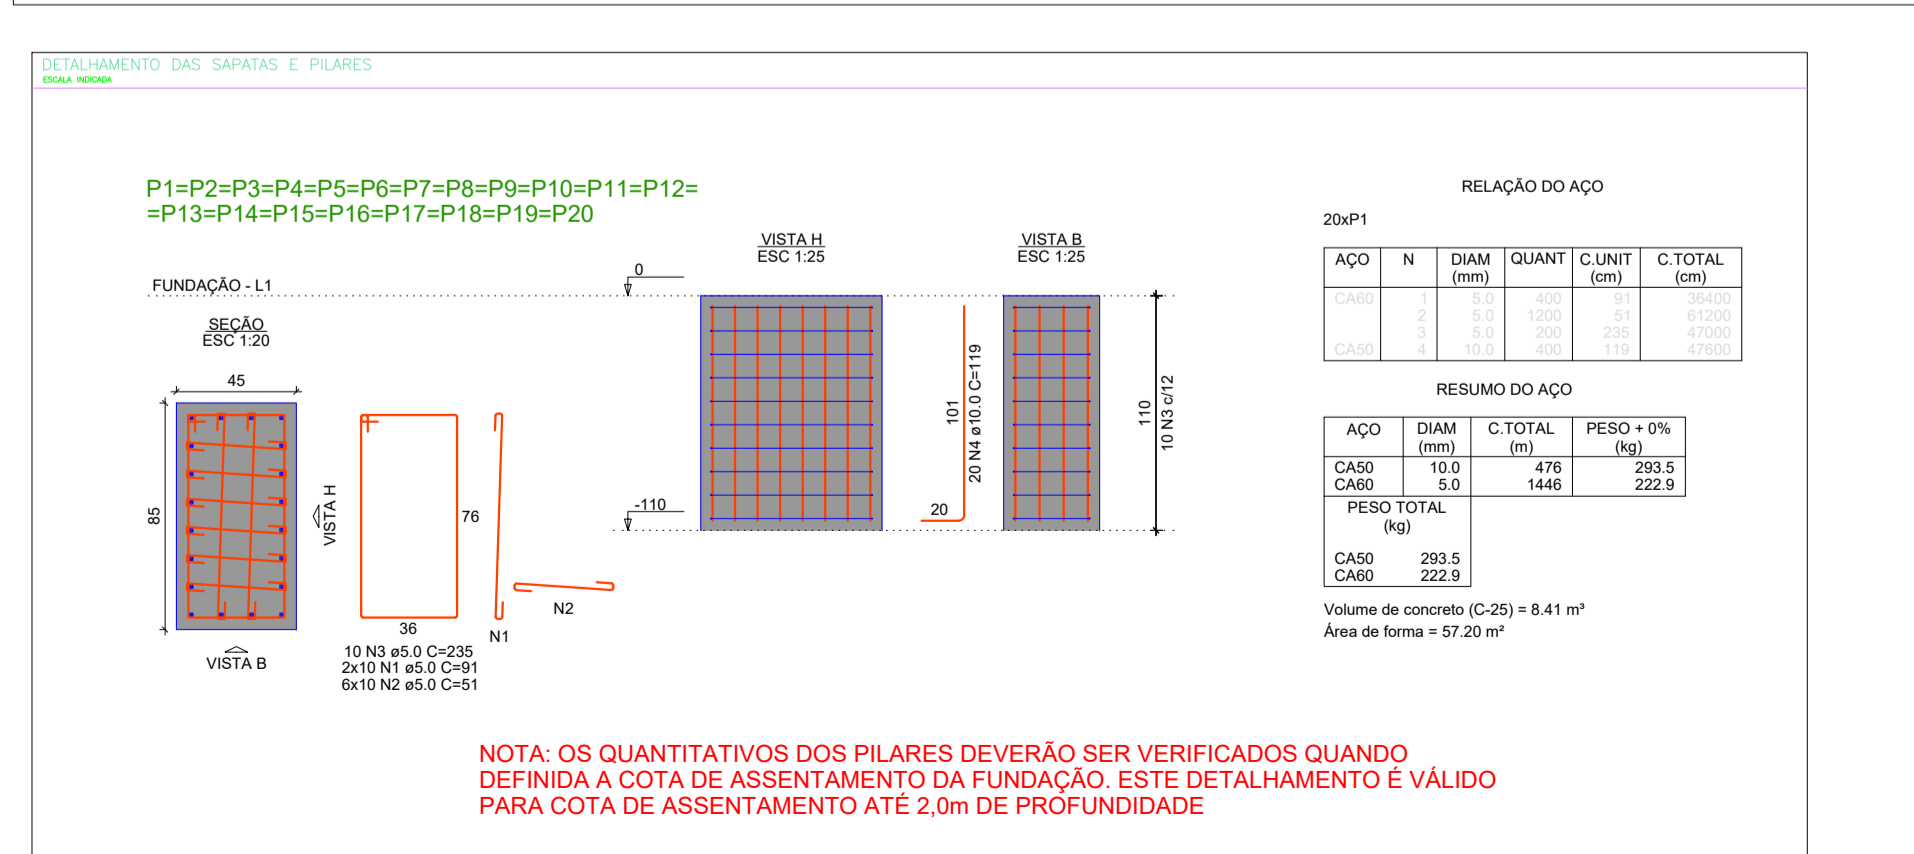 DETALHAMENTO DAS SAPATAS E PILARES
ESCALA INDICADA
P1=P2=P3=P4=P5=P6=P7=P8=P9=P10=P11=P12=
=P13=P14=P15=P16=P17=P18=P19=P20
FUNDAÇÃO - L1
SEÇÃO
ESC 1:20
45
85
VISTA H
VISTA B
76
36
10 N3 ø5.0 C=235
2x10 N1 ø5.0 C=91
6x10 N2 ø5.0 C=51
N1
N2
0
-110
VISTA H
ESC 1:25
101
20 N4 ø10.0 C=119
20
VISTA B
ESC 1:25
110
10 N3 c/12
RELAÇÃO DO AÇO
20xP1
AÇO N DIAM QUANT C.UNIT C.TOTAL
(mm) (cm) (cm)
CA60 1 5.0 400 91 36400
2 5.0 1200 51 61200
3 5.0 200 235 47000
CA50 4 10.0 400 119 47600
RESUMO DO AÇO
AÇO DIAM C.TOTAL PESO + 0%
(mm) (m) (kg)
CA50 10.0 476 293.5
CA60 5.0 1446 222.9
PESO TOTAL
(kg)
CA50 293.5
CA60 222.9
Volume de concreto (C-25) = 8.41 m³
Área de forma = 57.20 m²
NOTA: OS QUANTITATIVOS DOS PILARES DEVERÃO SER VERIFICADOS QUANDO
DEFINIDA A COTA DE ASSENTAMENTO DA FUNDAÇÃO. ESTE DETALHAMENTO É VÁLIDO
PARA COTA DE ASSENTAMENTO ATÉ 2,0m DE PROFUNDIDADE